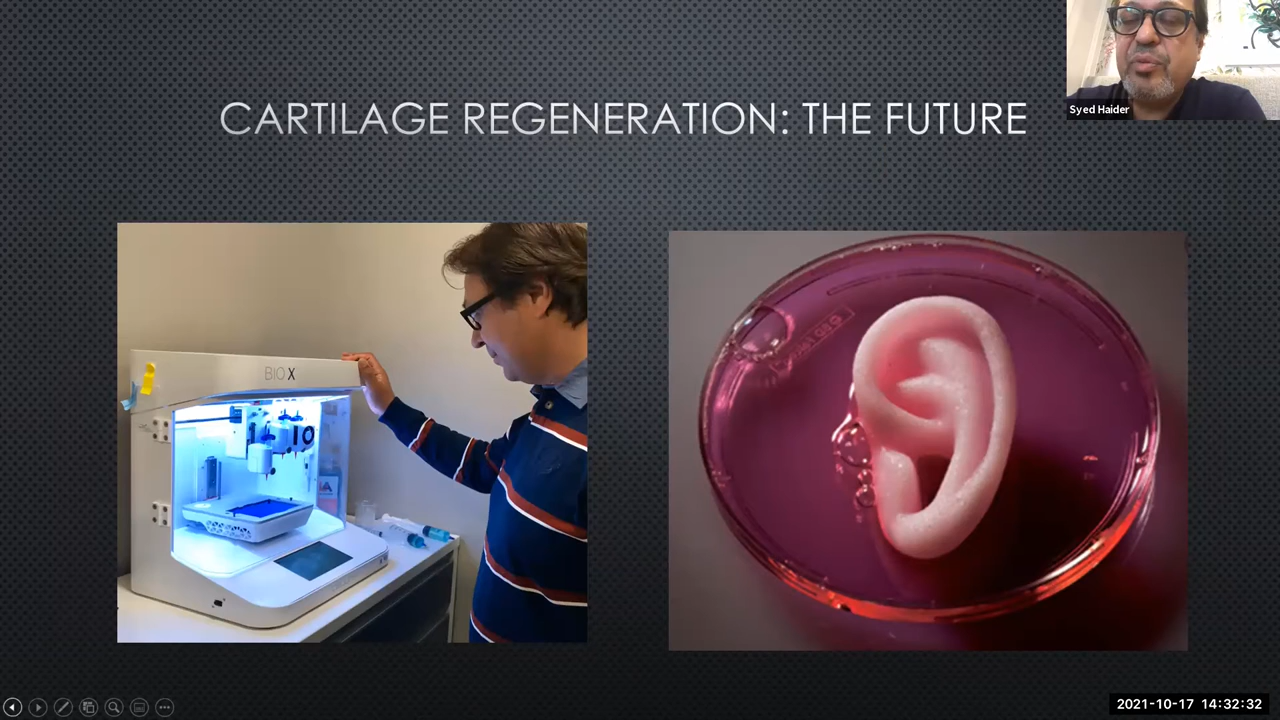 CARTILAGE REGENERATION: THE FUTURE
Syed Haider
BIO X
2021-10-17 14:32:32